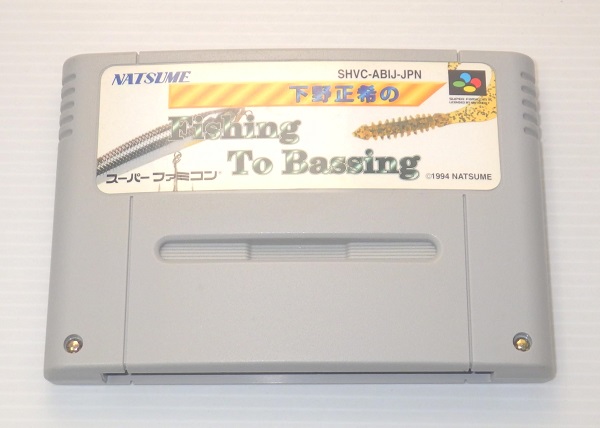 NATSUME
SHVC-ABIJ-JPN
下野正希の
Fishing
To Bassing
スーパーファミコン
©1994 NATSUME